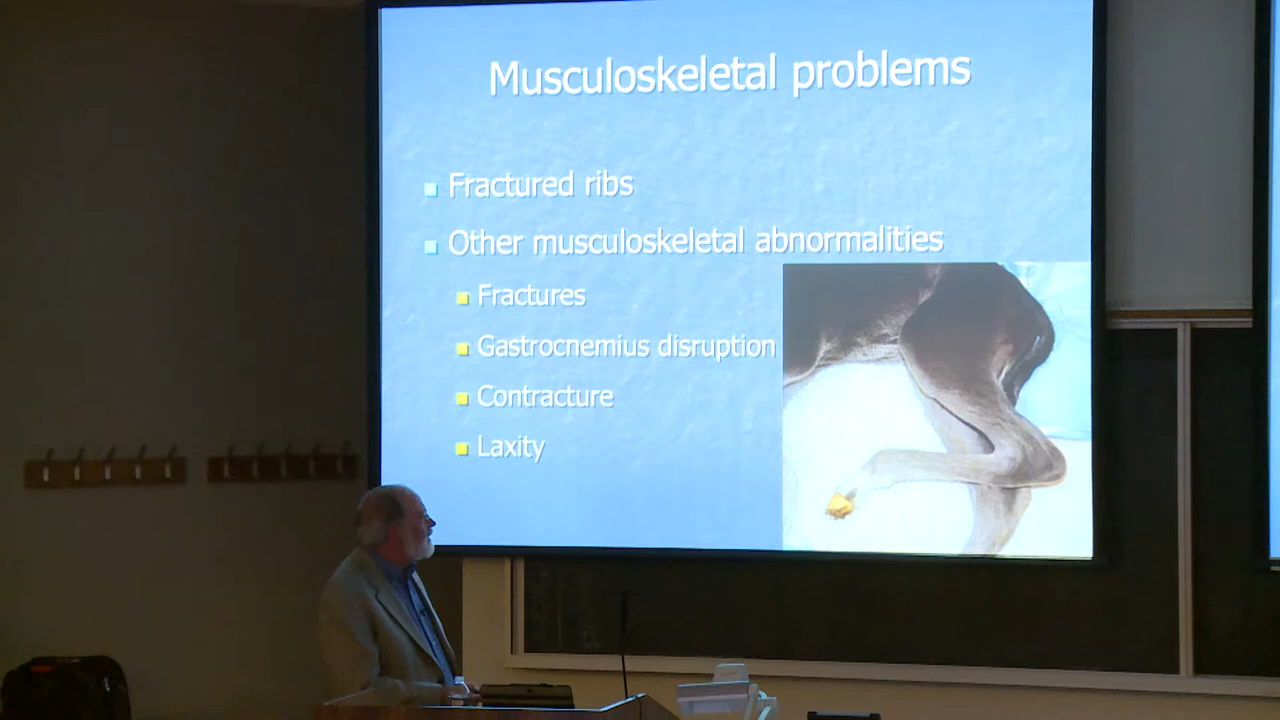 Musculoskeletal problems
Fractured ribs
Other musculoskeletal abnormalities
Fractures
Gastrocnemius disruption
Contracture
Laxity